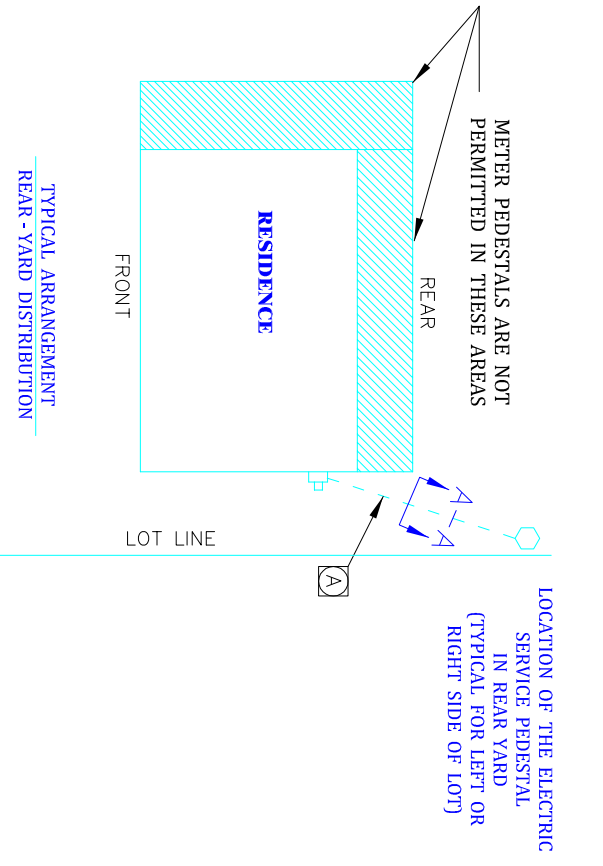 METER PEDESTALS ARE NOT
PERMITTED IN THESE AREAS
REAR
RESIDENCE
FRONT
TYPICAL ARRANGEMENT
REAR-YARD DISTRIBUTION
A
A
LOT LINE
A
LOCATION OF THE ELECTRIC
SERVICE PEDESTAL
IN REAR YARD
(TYPICAL FOR LEFT OR
RIGHT SIDE OF LOT)